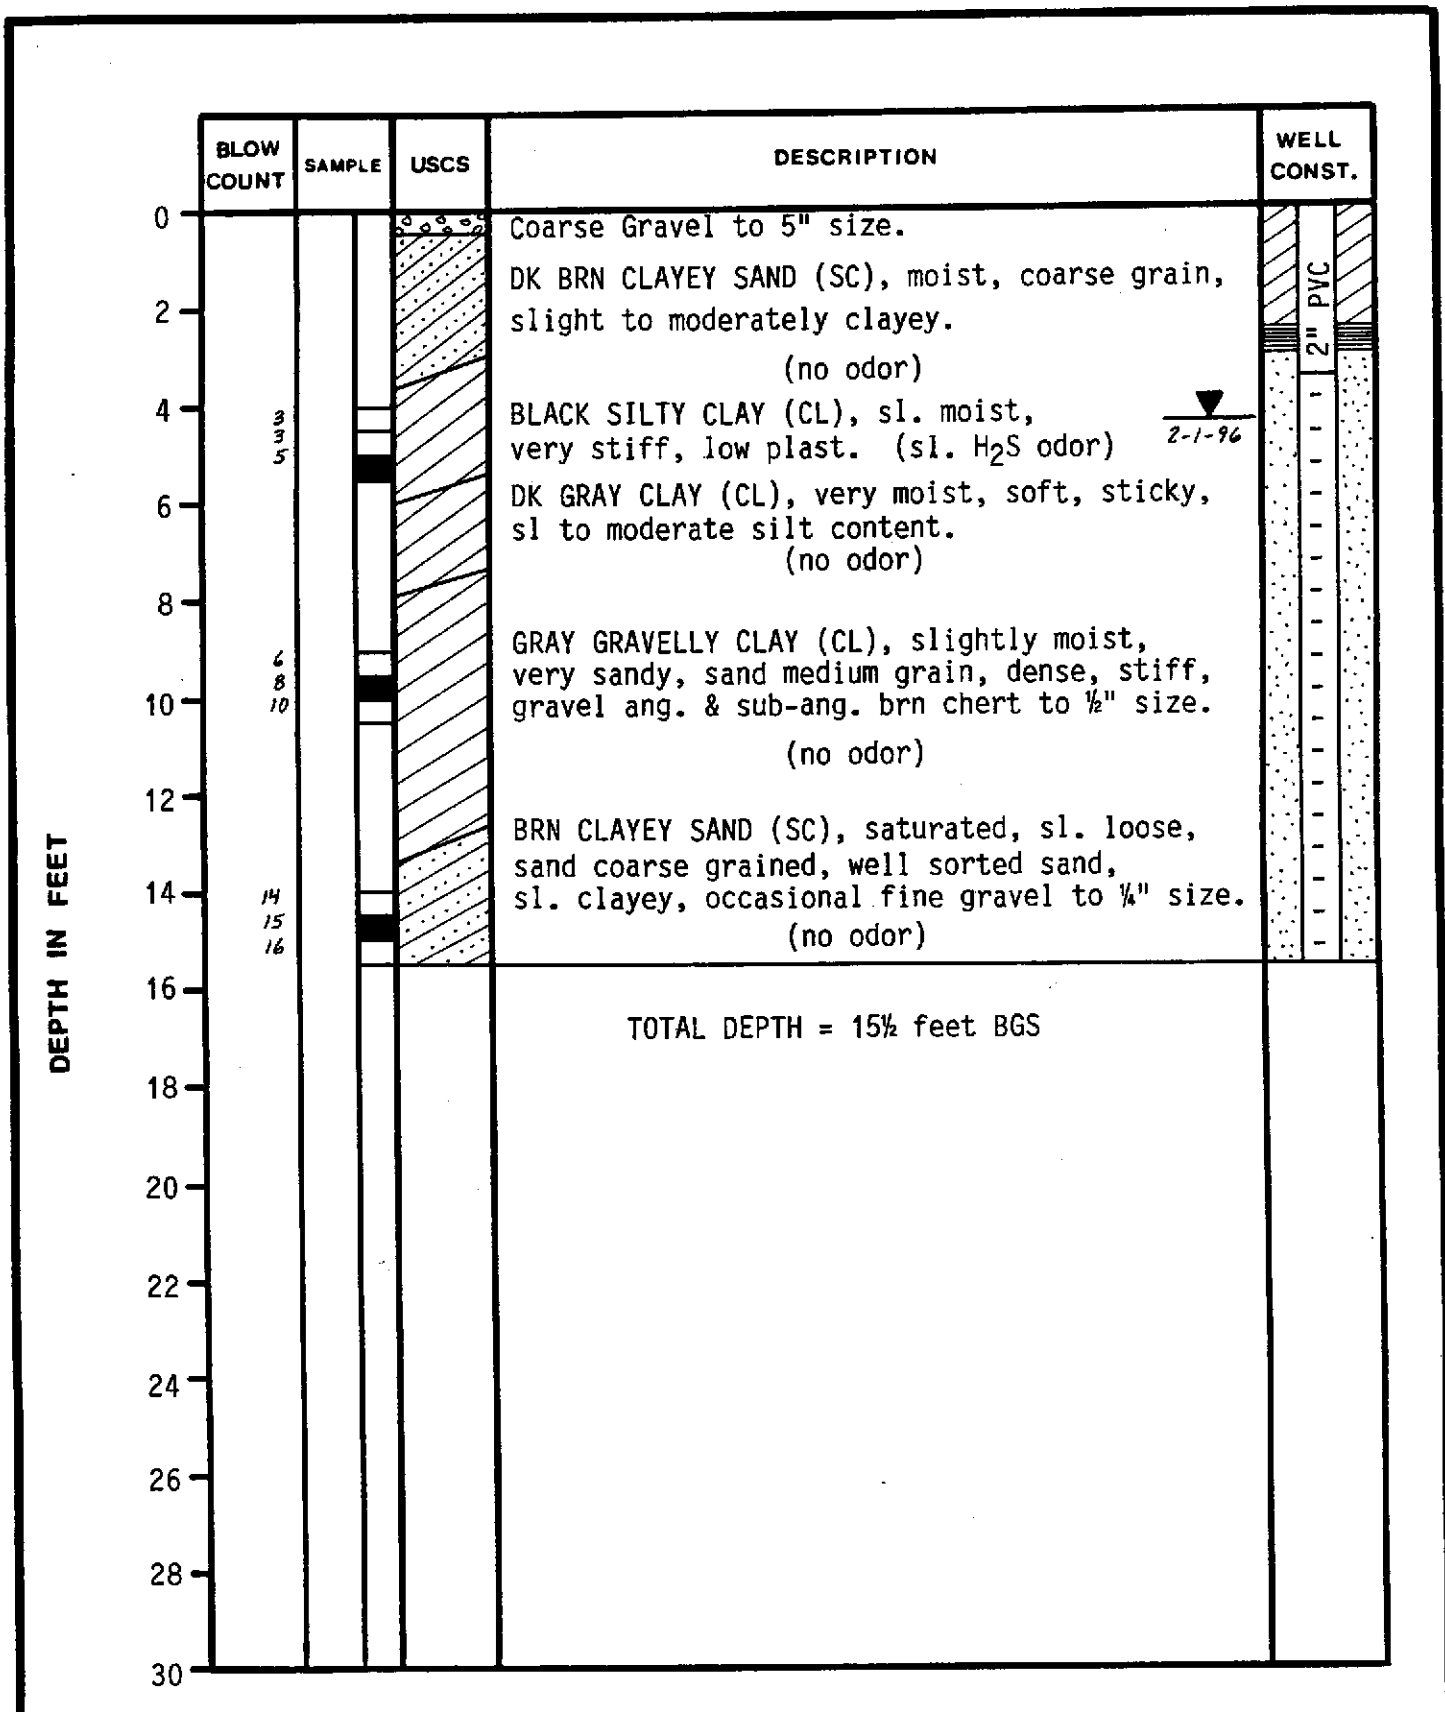 BLOW COUNT
SAMPLE
USCS
DESCRIPTION
WELL CONST.
DEPTH IN FEET
0
Coarse Gravel to 5" size.
DK BRN CLAYEY SAND (SC), moist, coarse grain,
2
slight to moderately clayey.
2" PVC
(no odor)
4
3
3
5
BLACK SILTY CLAY (CL), sl. moist,
very stiff, low plast. (sl. H₂S odor)
2-1-96
6
DK GRAY CLAY (CL), very moist, soft, sticky,
sl to moderate silt content.
(no odor)
8
GRAY GRAVELLY CLAY (CL), slightly moist,
6
8
10
very sandy, sand medium grain, dense, stiff,
10
gravel ang. & sub-ang. brn chert to ½" size.
(no odor)
12
BRN CLAYEY SAND (SC), saturated, sl. loose,
sand coarse grained, well sorted sand,
14
14
15
16
sl. clayey, occasional fine gravel to ¼" size.
(no odor)
16
TOTAL DEPTH = 15½ feet BGS
18
20
22
24
26
28
30